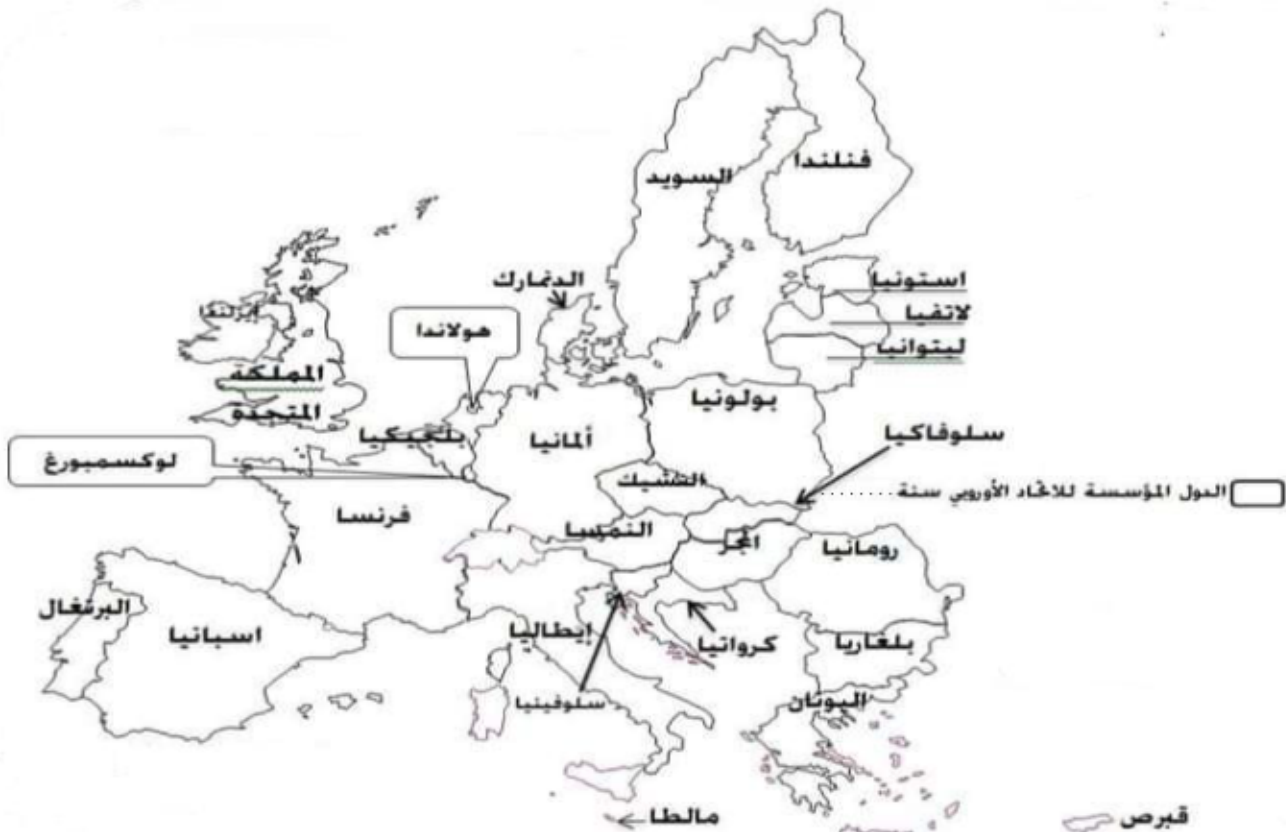 فنلندا
السويد
استونيا
لاتفيا
ليتوانيا
الدنمارك
هولاندا
إيرلندا
المملكة
المتحدة
بولونيا
ألمانيا
بلجيكيا
لوكسمبورغ
سلوفاكيا
التشيك
الدول المؤسسة للاتحاد الأوروبي سنة ..........
فرنسا
النمسا
المجر
رومانيا
البرتغال
اسبانيا
إيطاليا
كرواتيا
بلغاريا
سلوفينيا
اليونان
مالطا
قبرص